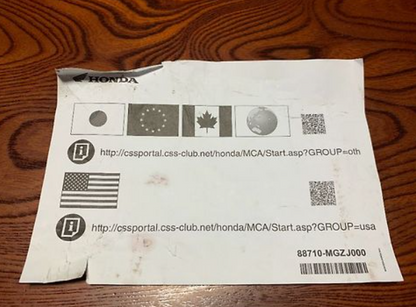 HONDA
http://cssportal.css-club.net/honda/MCA/Start.asp?GROUP=oth
http://cssportal.css-club.net/honda/MCA/Start.asp?GROUP=usa
88710-MGZJ000